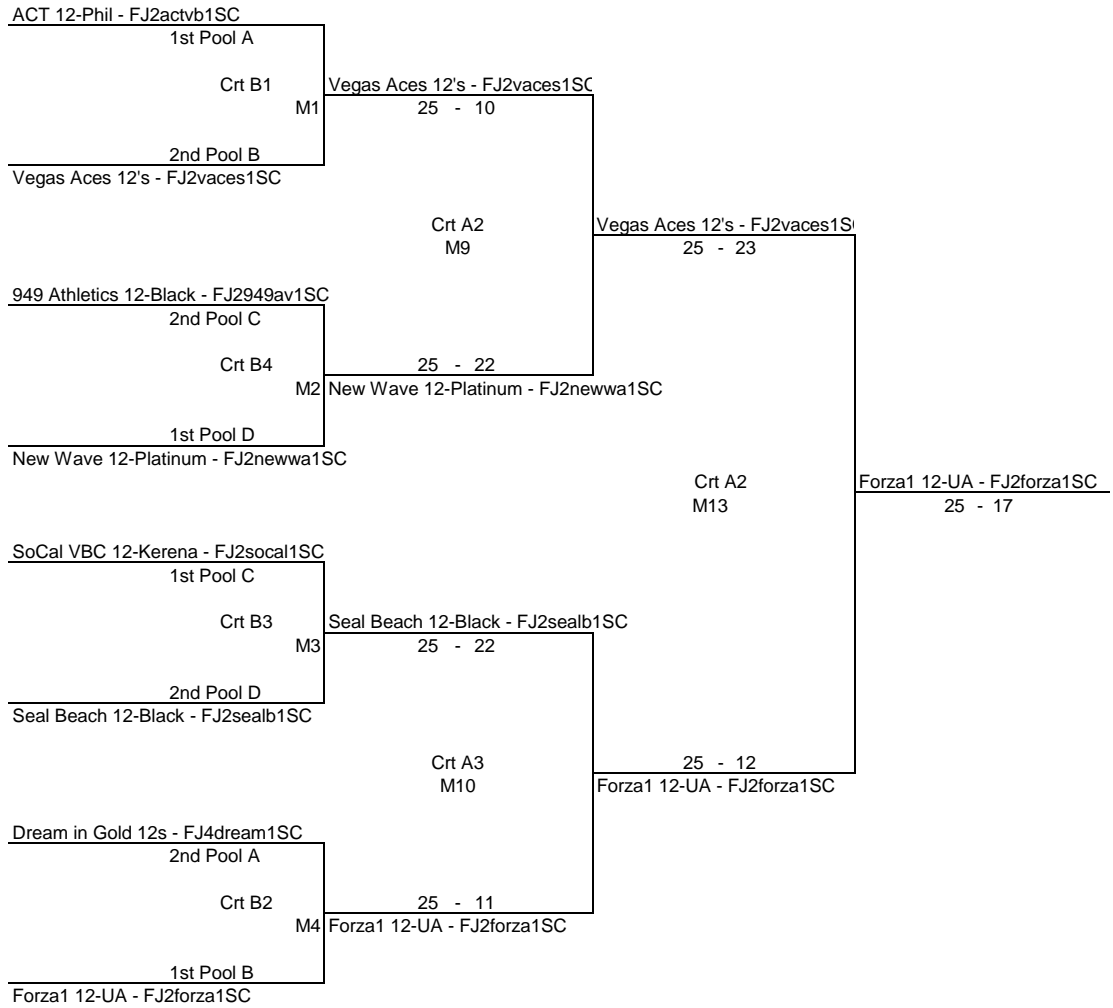 ACT 12-Phil - FJ2actvb1SC
1st Pool A
Crt B1
Vegas Aces 12's - FJ2vaces1SC
M1
25 - 10
2nd Pool B
Vegas Aces 12's - FJ2vaces1SC
Crt A2
Vegas Aces 12's - FJ2vaces1S
M9
25 - 23
949 Athletics 12-Black - FJ2949av1SC
2nd Pool C
Crt B4
25 - 22
M2
New Wave 12-Platinum - FJ2newwa1SC
1st Pool D
New Wave 12-Platinum - FJ2newwa1SC
Crt A2
Forza1 12-UA - FJ2forza1SC
M13
25 - 17
SoCal VBC 12-Kerena - FJ2socal1SC
1st Pool C
Crt B3
Seal Beach 12-Black - FJ2sealb1SC
M3
25 - 22
2nd Pool D
Seal Beach 12-Black - FJ2sealb1SC
Crt A3
25 - 12
M10
Forza1 12-UA - FJ2forza1SC
Dream in Gold 12s - FJ4dream1SC
2nd Pool A
Crt B2
25 - 11
M4
Forza1 12-UA - FJ2forza1SC
1st Pool B
Forza1 12-UA - FJ2forza1SC